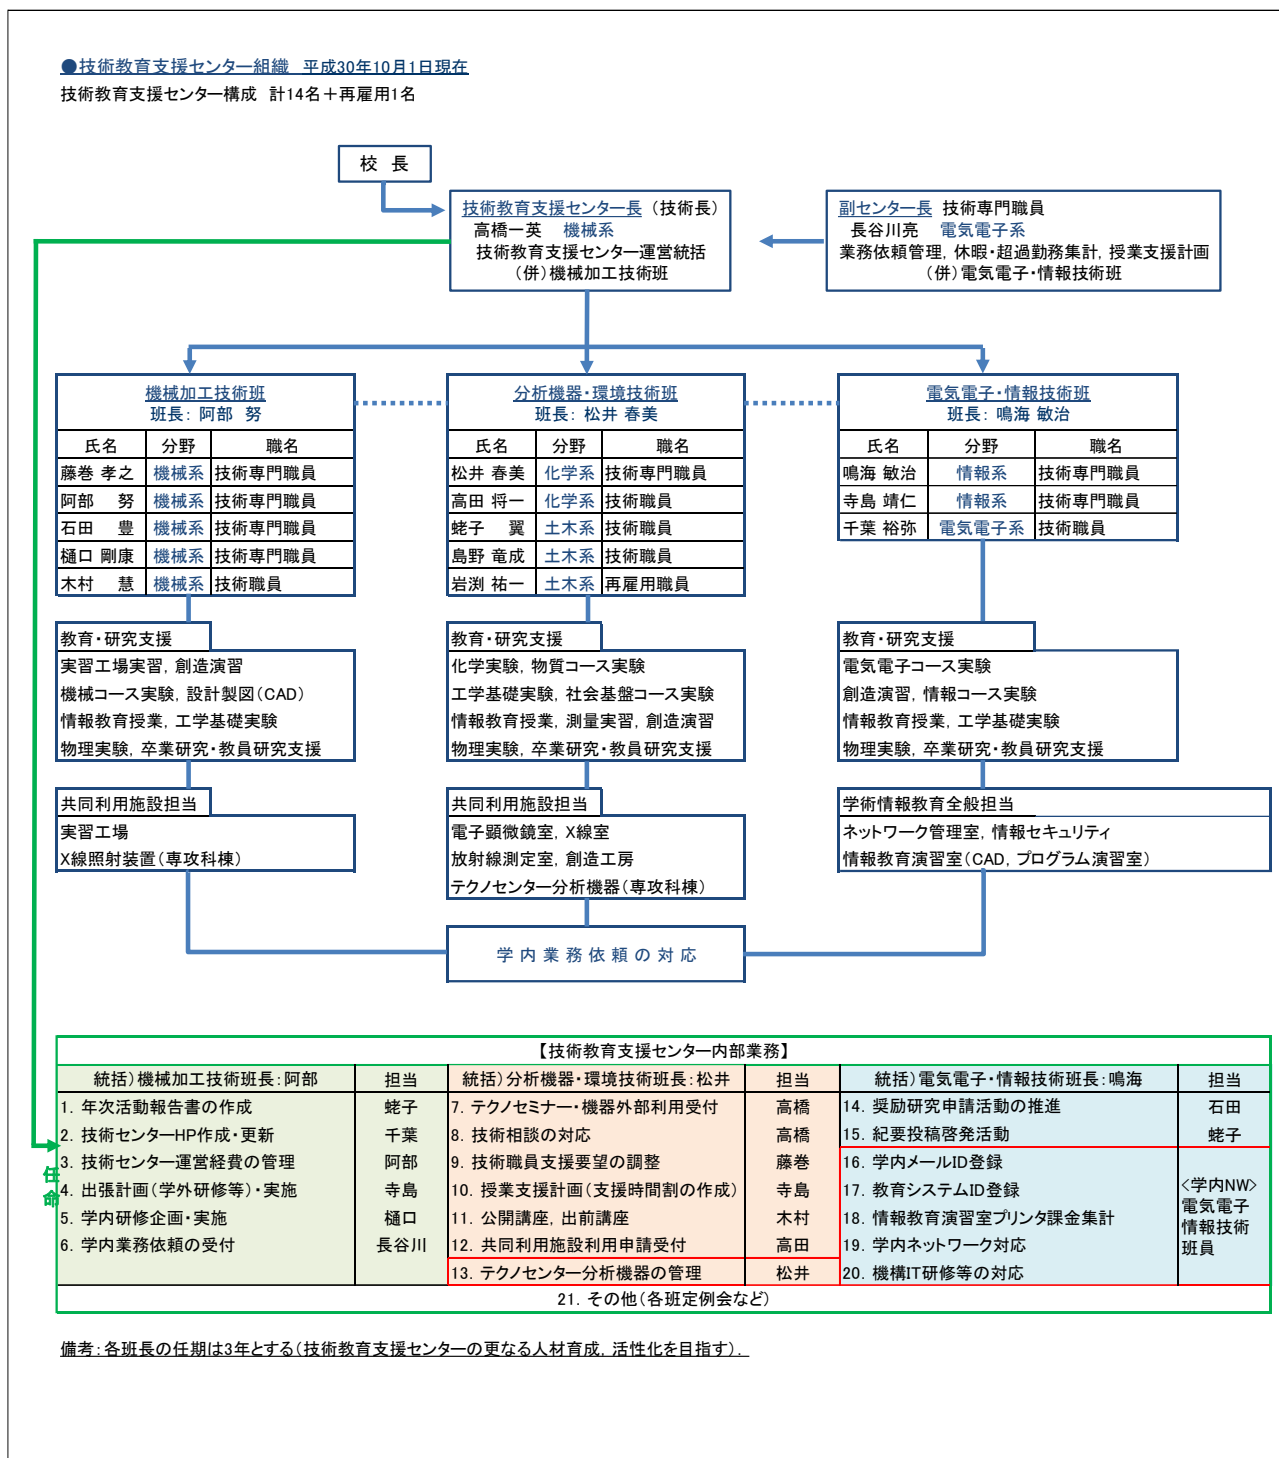 ●技術教育支援センター組織 平成30年10月1日現在
技術教育支援センター構成 計14名＋再雇用1名
校 長
技術教育支援センター長 （技術長）
高橋一英 機械系
技術教育支援センター運営統括
（併）機械加工技術班
副センター長 技術専門職員
長谷川亮 電気電子系
業務依頼管理，休暇・超過勤務集計，授業支援計画
（併）電気電子・情報技術班
機械加工技術班
班長： 阿部 努
氏名 分野 職名
藤巻 孝之 機械系 技術専門職員
阿部 努 機械系 技術専門職員
石田 豊 機械系 技術専門職員
樋口 剛康 機械系 技術専門職員
木村 慧 機械系 技術職員
分析機器・環境技術班
班長： 松井 春美
氏名 分野 職名
松井 春美 化学系 技術専門職員
高田 将一 化学系 技術職員
蛯子 翼 土木系 技術職員
島野 竜成 土木系 技術職員
岩渕 祐一 土木系 再雇用職員
電気電子・情報技術班
班長： 鳴海 敏治
氏名 分野 職名
鳴海 敏治 情報系 技術専門職員
寺島 靖仁 情報系 技術専門職員
千葉 裕弥 電気電子系 技術職員
教育・研究支援
実習工場実習，創造演習
機械コース実験，設計製図（CAD）
情報教育授業，工学基礎実験
物理実験，卒業研究・教員研究支援
教育・研究支援
化学実験，物質コース実験
工学基礎実験，社会基盤コース実験
情報教育授業，測量実習，創造演習
物理実験，卒業研究・教員研究支援
教育・研究支援
電気電子コース実験
創造演習，情報コース実験
情報教育授業，工学基礎実験
物理実験，卒業研究・教員研究支援
共同利用施設担当
実習工場
X線照射装置（専攻科棟）
共同利用施設担当
電子顕微鏡室，X線室
放射線測定室，創造工房
テクノセンター分析機器（専攻科棟）
学術情報教育全般担当
ネットワーク管理室，情報セキュリティ
情報教育演習室（CAD，プログラム演習室）
学 内 業 務 依 頼 の 対 応
任
命
【技術教育支援センター内部業務】
統括）機械加工技術班長：阿部 担当
1．年次活動報告書の作成 蛯子
2．技術センターHP作成・更新 千葉
3．技術センター運営経費の管理 阿部
4．出張計画（学外研修等）・実施 寺島
5．学内研修企画・実施 樋口
6．学内業務依頼の受付 長谷川
統括）分析機器・環境技術班長：松井 担当
7．テクノセミナー・機器外部利用受付 高橋
8．技術相談の対応 高橋
9．技術職員支援要望の調整 藤巻
10．授業支援計画（支援時間割の作成） 寺島
11．公開講座，出前講座 木村
12．共同利用施設利用申請受付 高田
13．テクノセンター分析機器の管理 松井
統括）電気電子・情報技術班長：鳴海 担当
14．奨励研究申請活動の推進 石田
15．紀要投稿啓発活動 蛯子
16．学内メールID登録
17．教育システムID登録
18．情報教育演習室プリンタ課金集計
19．学内ネットワーク対応
20．機構IT研修等の対応
＜学内NW＞
電気電子
情報技術
班員
21．その他（各班定例会など）
備考：各班長の任期は3年とする（技術教育支援センターの更なる人材育成，活性化を目指す）．